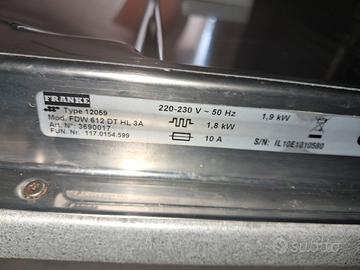 FRANKE
Type 12059
Mod. FDW 612 DT HL 3A
Art. N°: 3690017
FUN. Nr. 117.0154.599
220-230 V ~ 50 Hz
1,9 kW
1,8 kW
10 A
S/N: IL10E1010580
subito